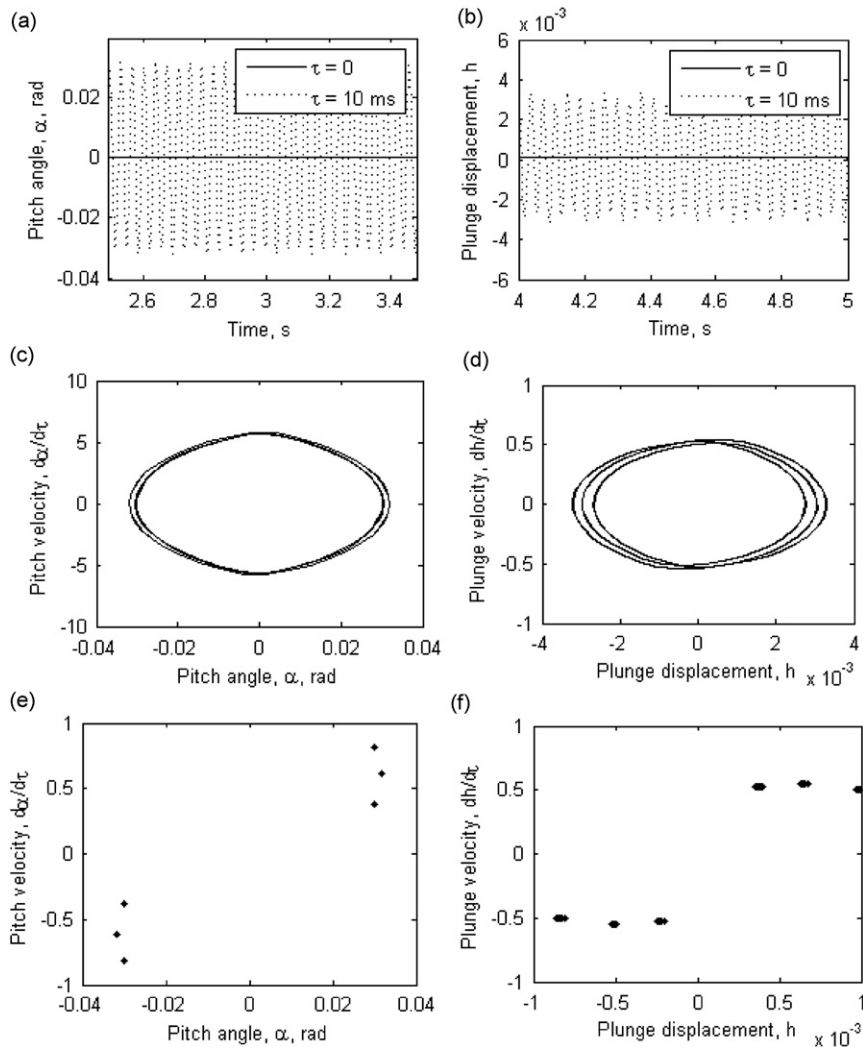 (a)
τ = 0
τ = 10 ms
0.02
0
-0.02
-0.04
Pitch angle, α, rad
2.6
2.8
3
3.2
3.4
Time, s
(b)
x 10⁻³
6
4
2
0
-2
-4
-6
Plunge displacement, h
τ = 0
τ = 10 ms
4
4.2
4.4
4.6
4.8
5
Time, s
(c)
10
5
0
-5
-10
Pitch velocity, dα/dτ
-0.04
-0.02
0
0.02
0.04
Pitch angle, α, rad
(d)
1
0.5
0
-0.5
-1
Plunge velocity, dh/dτ
-4
-2
0
2
4
Plunge displacement, h x 10⁻³
(e)
1
0.5
0
-0.5
-1
Pitch velocity, dα/dτ
-0.04
-0.02
0
0.02
0.04
Pitch angle, α, rad
(f)
1
0.5
0
-0.5
-1
Plunge velocity, dh/dτ
-1
-0.5
0
0.5
1
Plunge displacement, h x 10⁻³